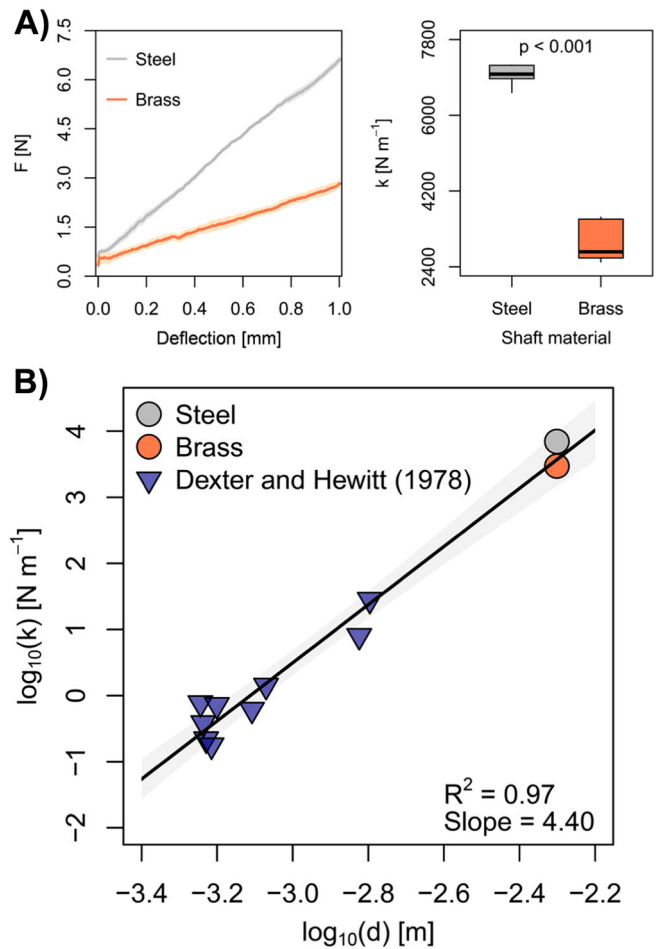 A)
7.5
6.0
4.5
3.0
1.5
0.0
F [N]
Steel
Brass
0.0 0.2 0.4 0.6 0.8 1.0
Deflection [mm]
7800
6000
4200
2400
k [N m⁻¹]
p < 0.001
Steel Brass
Shaft material
B)
4
3
2
1
0
−1
−2
log₁₀(k) [N m⁻¹]
Steel
Brass
Dexter and Hewitt (1978)
R² = 0.97
Slope = 4.40
−3.4 −3.2 −3.0 −2.8 −2.6 −2.4 −2.2
log₁₀(d) [m]